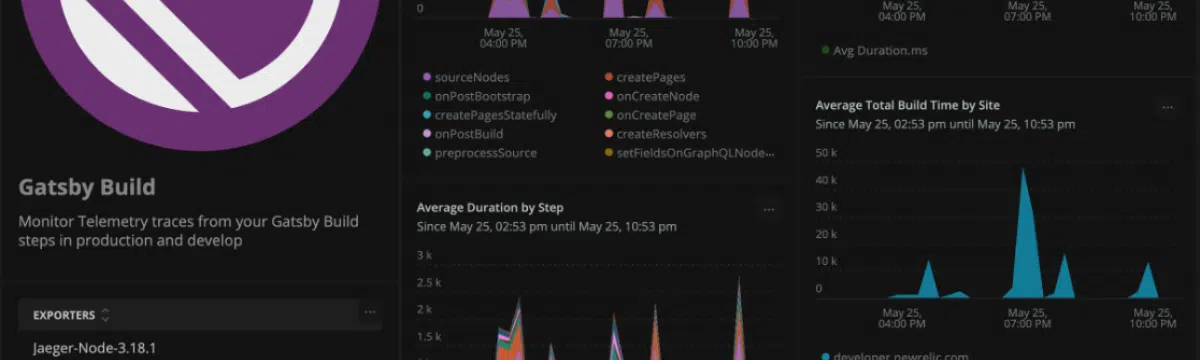 Gatsby Build
Monitor Telemetry traces from your Gatsby Build
steps in production and develop
EXPORTERS
...
Jaeger-Node-3.18.1
0
May 25,
04:00 PM
May 25,
07:00 PM
May 25,
10:00 PM
sourceNodes
createPages
onPostBootstrap
onCreateNode
createPagesStatefully
onCreatePage
onPostBuild
createResolvers
preprocessSource
setFieldsOnGraphQLNode...
Average Duration by Step
...
Since May 25, 02:53 pm until May 25, 10:53 pm
3 k
2.5 k
2 k
1.5 k
May 25,
04:00 PM
May 25,
07:00 PM
May 25,
10:00 PM
Avg Duration.ms
Average Total Build Time by Site
...
Since May 25, 02:53 pm until May 25, 10:53 pm
50 k
40 k
30 k
20 k
10 k
0
May 25,
04:00 PM
May 25,
07:00 PM
May 25,
10:00 PM
developer.newrelic.com